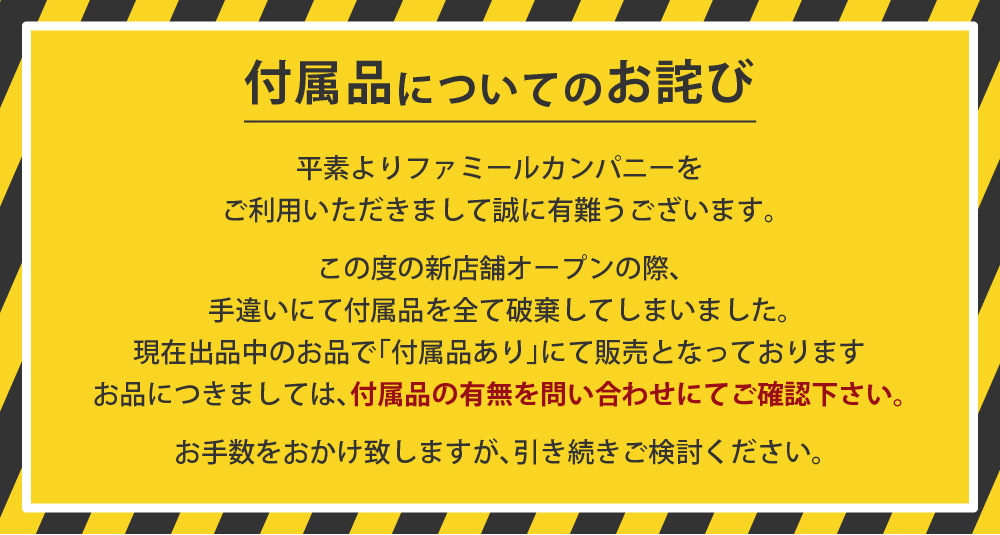 付属品についてのお詫び
平素よりファミールカンパニーを
ご利用いただきまして誠に有難うございます。
この度の新店舗オープンの際、
手違いにて付属品を全て破棄してしまいました。
現在出品中のお品で「付属品あり」にて販売となっております
お品につきましては、付属品の有無を問い合わせにてご確認下さい。
お手数をおかけ致しますが、引き続きご検討ください。